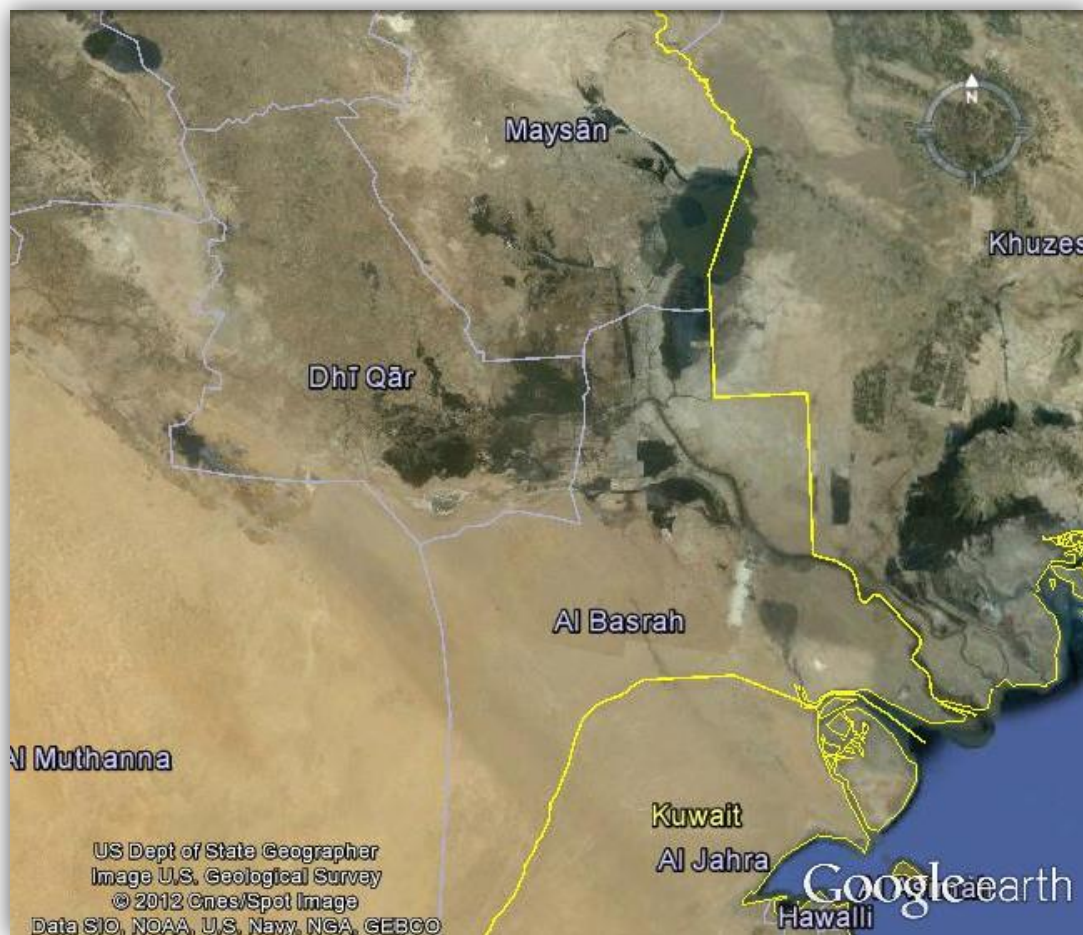 N
Maysān
Khuzes
Dhī Qār
Al Basrah
Al Muthanna
Kuwait
Al Jahra
Google earth
Hawalli
US Dept of State Geographer
Image U.S. Geological Survey
© 2012 Cnes/Spot Image
Data SIO, NOAA, U.S. Navy, NGA, GEBCO